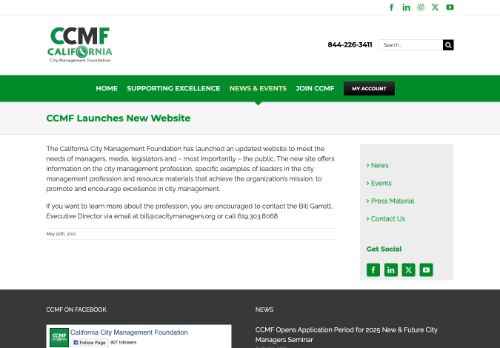 CCMF
CALIFORNIA
City Management Foundation
844-226-3411
Search...
HOME
SUPPORTING EXCELLENCE
NEWS & EVENTS
JOIN CCMF
MY ACCOUNT
CCMF Launches New Website
The California City Management Foundation has launched an updated website to meet the
needs of managers, media, legislators and – most importantly – the public. The new site offers
information on the city management profession, specific examples of leaders in the city
management profession and resource materials that achieve the organization's mission: to
promote and encourage excellence in city management.
If you want to learn more about the profession, you are encouraged to contact the Bill Garrett,
Executive Director via email at bill@cacitymanagers.org or call 619.303.8068
May 11th, 2011
> News
> Events
> Press Material
> Contact Us
Get Social
CCMF ON FACEBOOK
California City Management Foundation
Follow Page
907 followers
NEWS
CCMF Opens Application Period for 2025 New & Future City
Managers Seminar